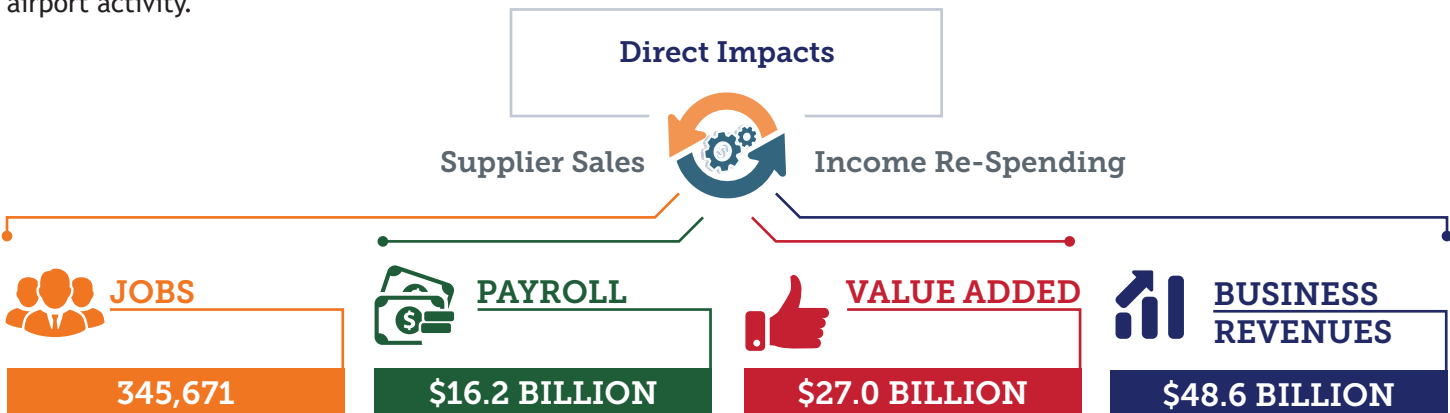 airport activity.
Direct Impacts
Supplier Sales
Income Re-Spending
JOBS
PAYROLL
VALUE ADDED
BUSINESS
REVENUES
345,671
$16.2 BILLION
$27.0 BILLION
$48.6 BILLION